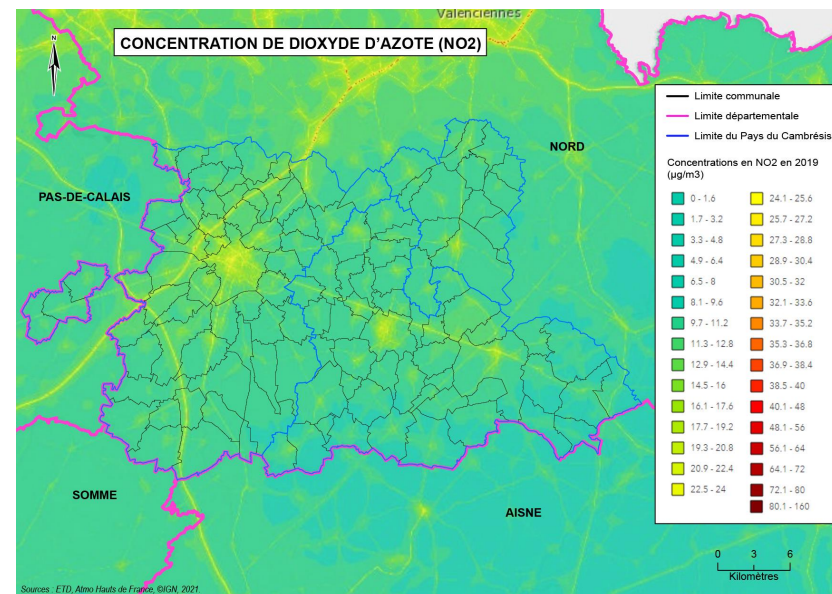 Valenciennes
CONCENTRATION DE DIOXYDE D'AZOTE (NO2)
N
Limite communale
Limite départementale
Limite du Pays du Cambrésis
NORD
PAS-DE-CALAIS
Concentrations en NO2 en 2019
(µg/m3)
0 - 1.6
1.7 - 3.2
3.3 - 4.8
4.9 - 6.4
6.5 - 8
8.1 - 9.6
9.7 - 11.2
11.3 - 12.8
12.9 - 14.4
14.5 - 16
16.1 - 17.6
17.7 - 19.2
19.3 - 20.8
20.9 - 22.4
22.5 - 24
24.1 - 25.6
25.7 - 27.2
27.3 - 28.8
28.9 - 30.4
30.5 - 32
32.1 - 33.6
33.7 - 35.2
35.3 - 36.8
36.9 - 38.4
38.5 - 40
40.1 - 48
48.1 - 56
56.1 - 64
64.1 - 72
72.1 - 80
80.1 - 160
SOMME
AISNE
0 3 6
Kilomètres
Sources : ETD, Atmo Hauts de France, ©IGN, 2021.